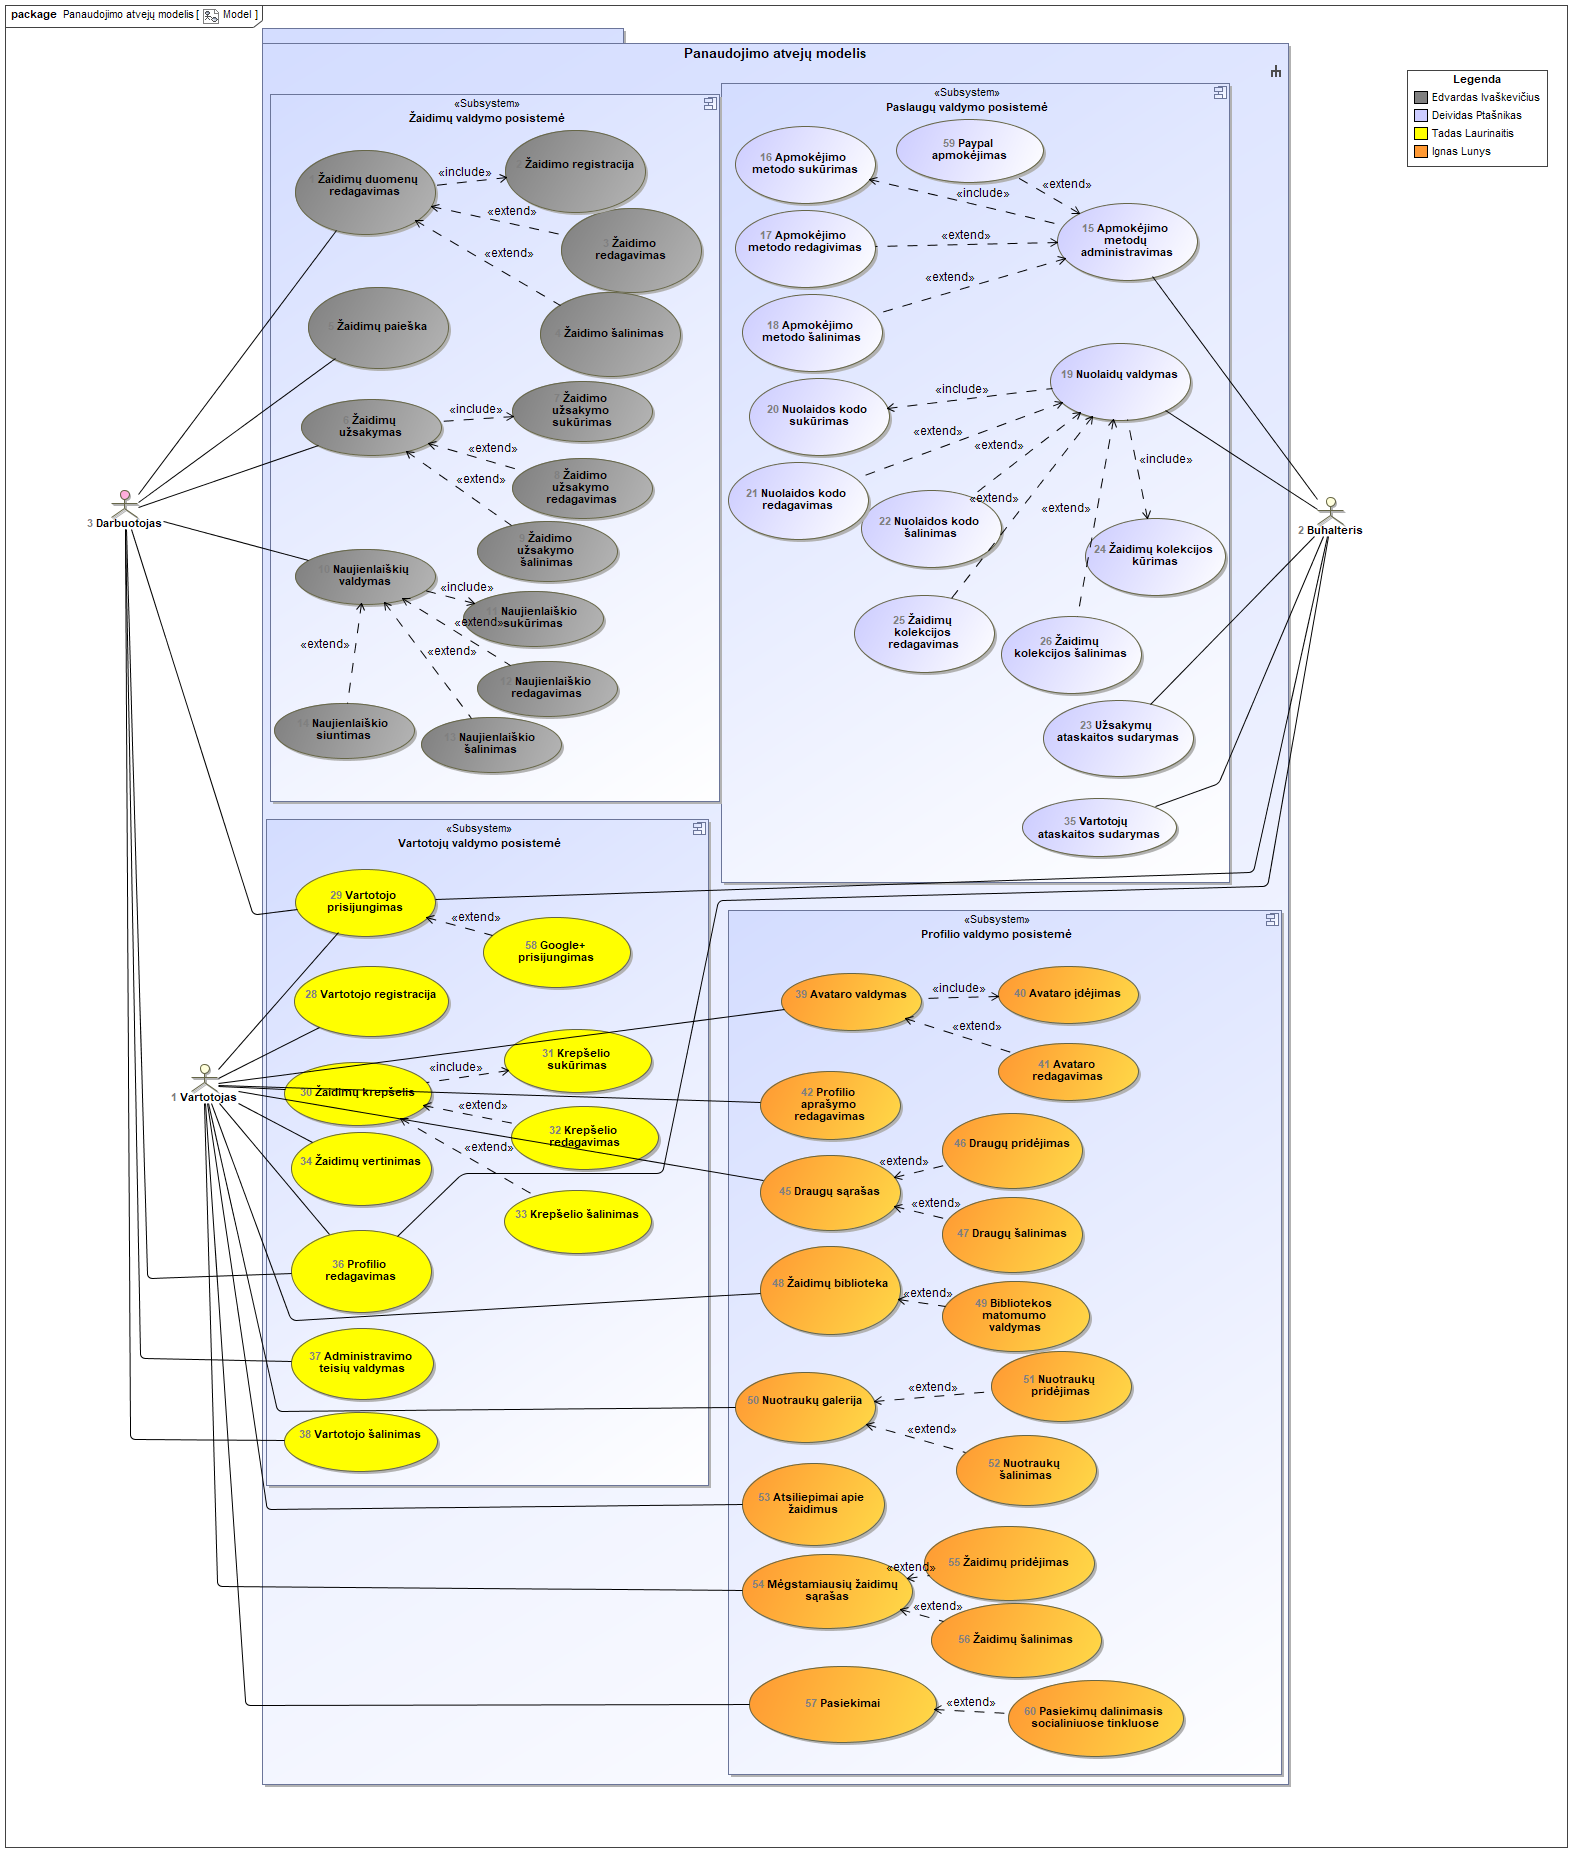 package Panaudojimo atvejų modelis [ Model ]
Panaudojimo atvejų modelis
Legenda
Edvardas Ivaškevičius
Deividas Ptašnikas
Tadas Laurinaitis
Ignas Lunys
«Subsystem»
Žaidimų valdymo posistemė
Žaidimų duomenų
redagavimas
«include»
Žaidimo registracija
«extend»
3 Žaidimo
redagavimas
«extend»
4 Žaidimo šalinimas
5 Žaidimų paieška
6 Žaidimų
užsakymas
«include»
7 Žaidimo
užsakymo
sukūrimas
«extend»
8 Žaidimo
užsakymo
redagavimas
«extend»
9 Žaidimo
užsakymo
šalinimas
10 Naujienlaiškių
valdymas
«include»
11 Naujienlaiškio
sukūrimas
«extend»
«extend»
«extend»
12 Naujienlaiškio
redagavimas
14 Naujienlaiškio
siuntimas
13 Naujienlaiškio
šalinimas
«Subsystem»
Paslaugų valdymo posistemė
16 Apmokėjimo
metodo sukūrimas
59 Paypal
apmokėjimas
«include»
«extend»
17 Apmokėjimo
metodo redagivimas
«extend»
15 Apmokėjimo
metodų
administravimas
«extend»
18 Apmokėjimo
metodo šalinimas
19 Nuolaidų valdymas
«include»
20 Nuolaidos kodo
sukūrimas
«extend»
«extend»
«include»
21 Nuolaidos kodo
redagavimas
«extend»
«extend»
22 Nuolaidos kodo
šalinimas
24 Žaidimų kolekcijos
kūrimas
25 Žaidimų
kolekcijos
redagavimas
26 Žaidimų
kolekcijos šalinimas
23 Užsakymų
ataskaitos sudarymas
35 Vartotojų
ataskaitos sudarymas
3 Darbuotojas
2 Buhalteris
1 Vartotojas
«Subsystem»
Vartotojų valdymo posistemė
29 Vartotojo
prisijungimas
«extend»
58 Google+
prisijungimas
28 Vartotojo registracija
30 Žaidimų krepšelis
«include»
31 Krepšelio
sukūrimas
«extend»
32 Krepšelio
redagavimas
«extend»
34 Žaidimų vertinimas
33 Krepšelio šalinimas
36 Profilio
redagavimas
37 Administravimo
teisių valdymas
38 Vartotojo šalinimas
«Subsystem»
Profilio valdymo posistemė
39 Avataro valdymas
«include»
40 Avataro įdėjimas
«extend»
41 Avataro
redagavimas
42 Profilio
aprašymo
redagavimas
46 Draugų pridėjimas
«extend»
45 Draugų sąrašas
«extend»
47 Draugų šalinimas
48 Žaidimų biblioteka
«extend»
49 Bibliotekos
matomumo
valdymas
50 Nuotraukų galerija
«extend»
51 Nuotraukų
pridėjimas
«extend»
52 Nuotraukų
šalinimas
53 Atsiliepimai apie
žaidimus
«extend»
55 Žaidimų pridėjimas
54 Mėgstamiausių žaidimų
sąrašas
«extend»
56 Žaidimų šalinimas
57 Pasiekimai
«extend»
60 Pasiekimų dalinimasis
socialiniuose tinkluose